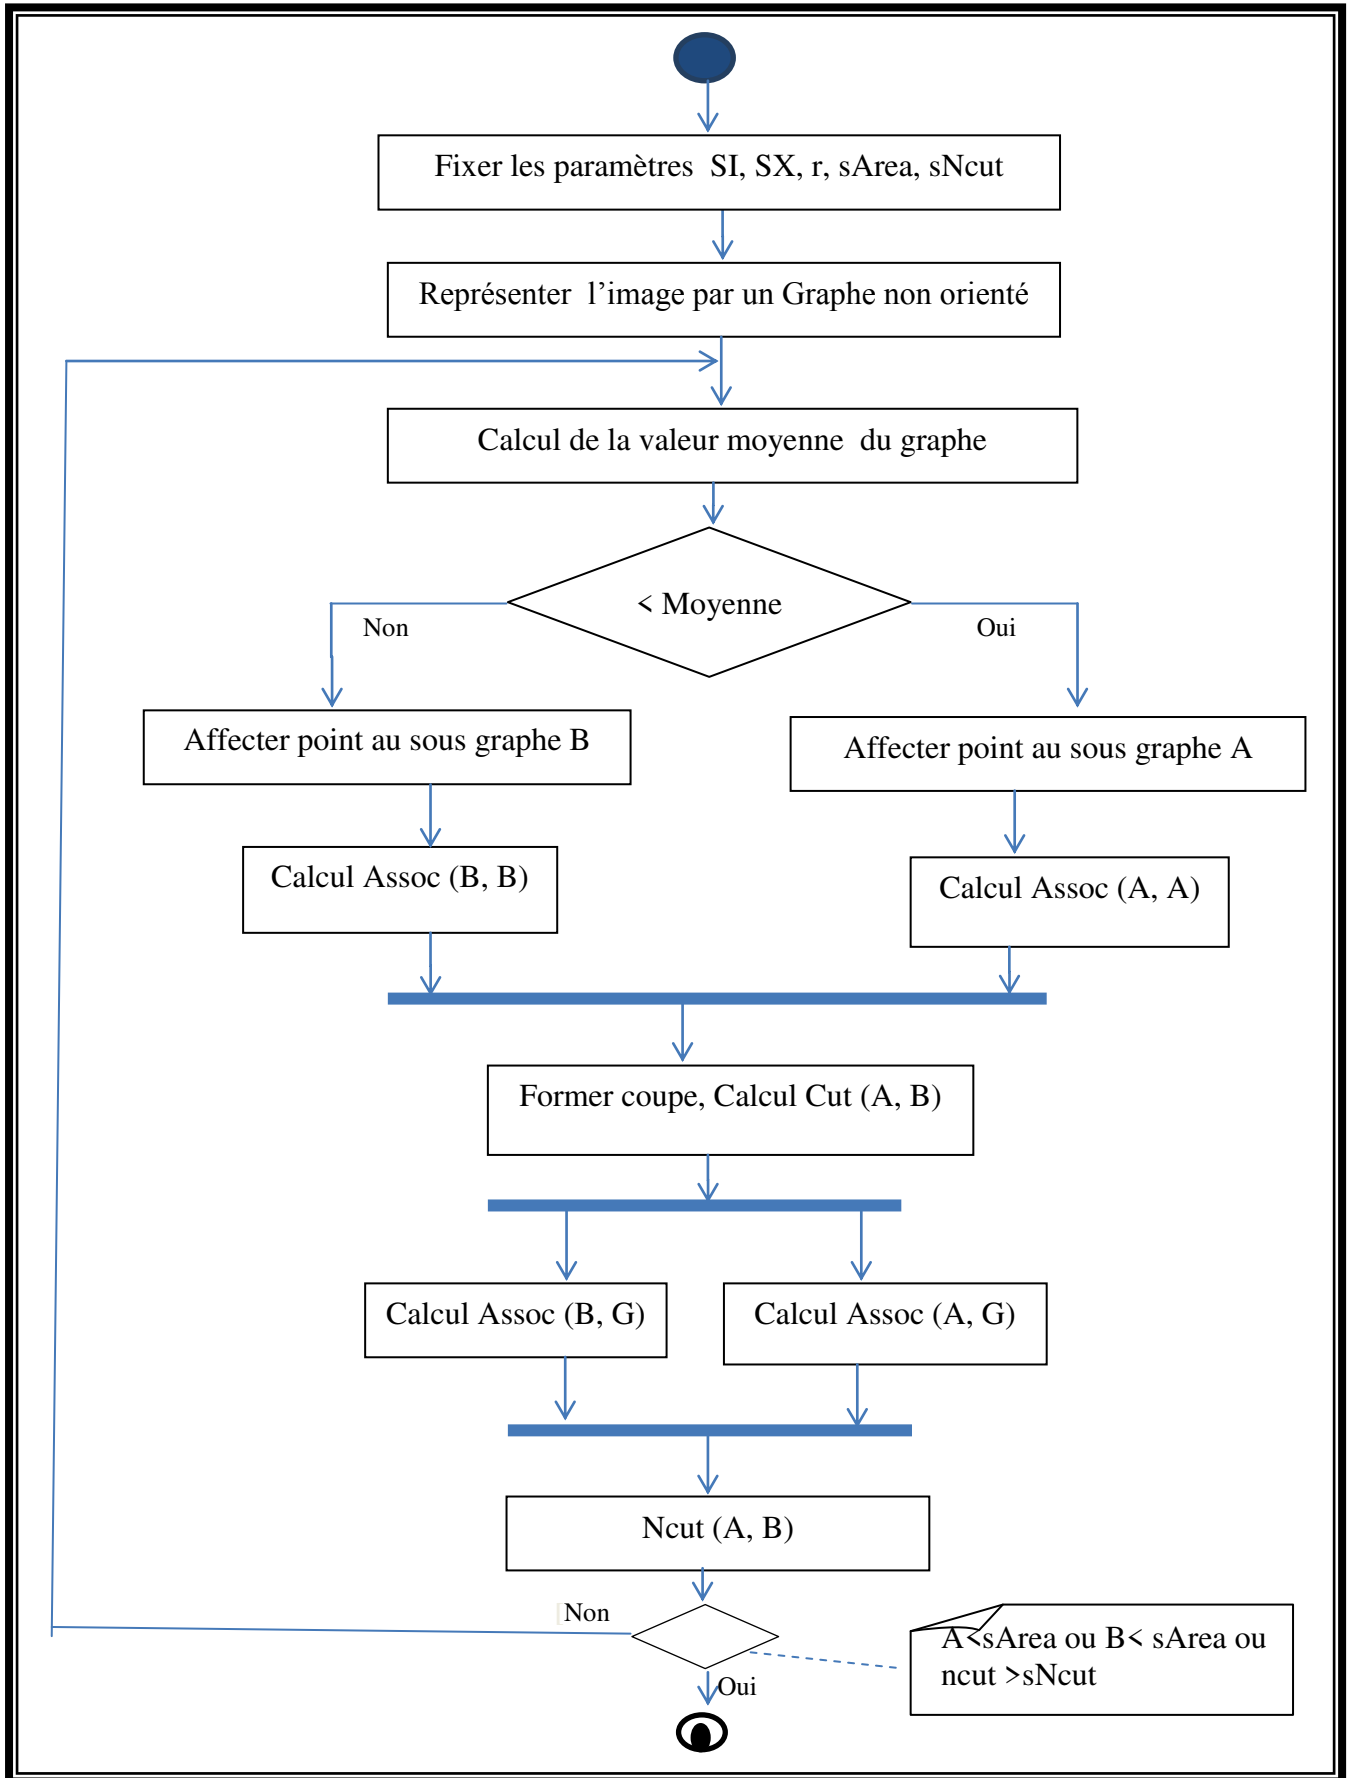 Fixer les paramètres SI, SX, r, sArea, sNcut
Représenter l’image par un Graphe non orienté
Calcul de la valeur moyenne du graphe
< Moyenne
Non
Oui
Affecter point au sous graphe B
Affecter point au sous graphe A
Calcul Assoc (B, B)
Calcul Assoc (A, A)
Former coupe, Calcul Cut (A, B)
Calcul Assoc (B, G)
Calcul Assoc (A, G)
Ncut (A, B)
Non
A<sArea ou B< sArea ou
ncut >sNcut
Oui